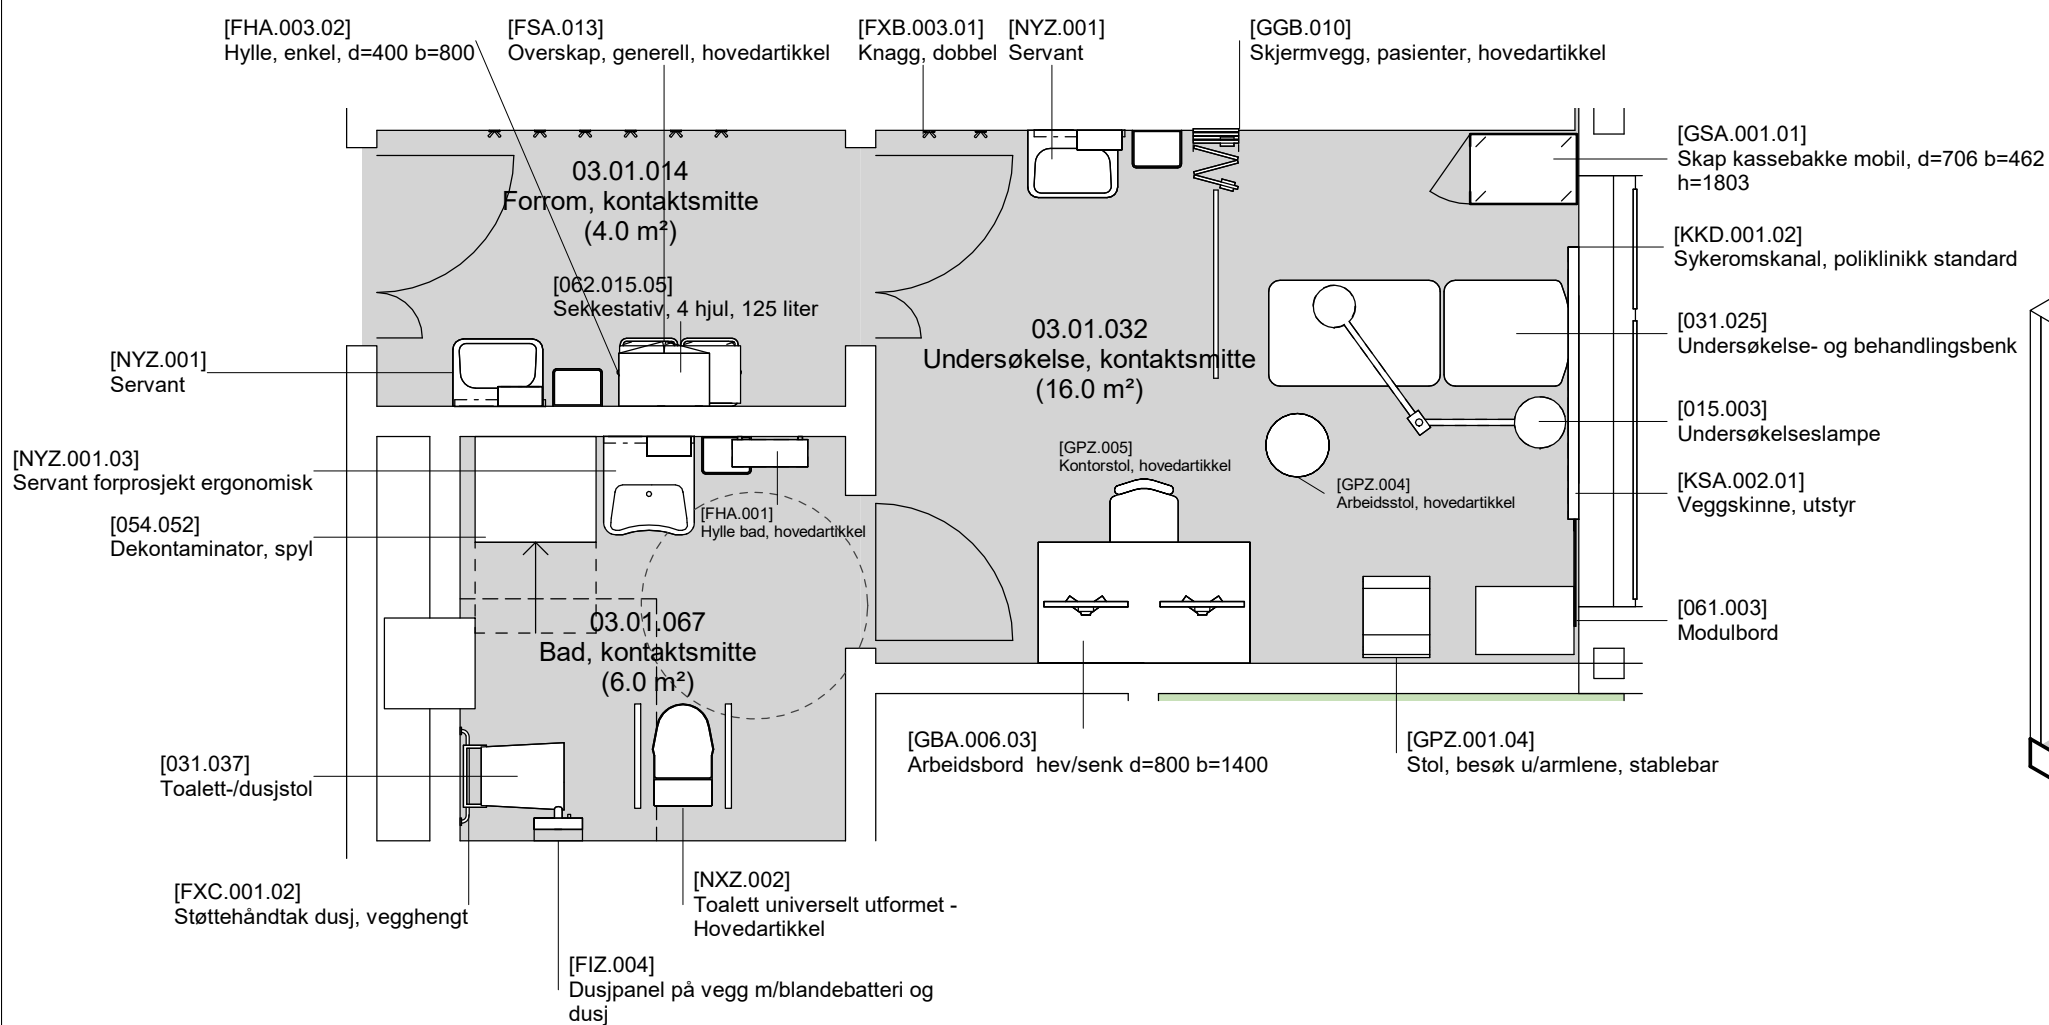 [FHA.003.02]
Hylle, enkel, d=400 b=800
[FSA.013]
Overskap, generell, hovedartikkel
[FXB.003.01]
Knagg, dobbel
[NYZ.001]
Servant
[GGB.010]
Skjermvegg, pasienter, hovedartikkel
[GSA.001.01]
Skap kassebakke mobil, d=706 b=462
h=1803
03.01.014
Forrom, kontaktsmitte
(4.0 m²)
[KKD.001.02]
Sykeromskanal, poliklinikk standard
[062.015.05]
Sekkestativ, 4 hjul, 125 liter
03.01.032
Undersøkelse, kontaktsmitte
(16.0 m²)
[031.025]
Undersøkelse- og behandlingsbenk
[NYZ.001]
Servant
[015.003]
Undersøkelseslampe
[GPZ.005]
Kontorstol, hovedartikkel
[NYZ.001.03]
Servant forprosjekt ergonomisk
[GPZ.004]
Arbeidsstol, hovedartikkel
[KSA.002.01]
Veggskinne, utstyr
[FHA.001]
Hylle bad, hovedartikkel
[054.052]
Dekontaminator, spyl
03.01.067
Bad, kontaktsmitte
(6.0 m²)
[061.003]
Modulbord
[GBA.006.03]
Arbeidsbord  hev/senk d=800 b=1400
[GPZ.001.04]
Stol, besøk u/armlene, stablebar
[031.037]
Toalett-/dusjstol
[FXC.001.02]
Støttehåndtak dusj, vegghengt
[NXZ.002]
Toalett universelt utformet -
Hovedartikkel
[FIZ.004]
Dusjpanel på vegg m/blandebatteri og
dusj